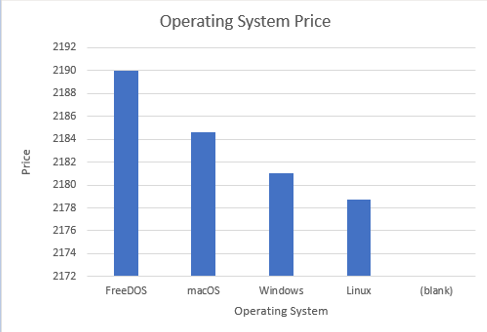 Operating System Price
2192
2190
2188
2186
2184
2182
2180
2178
2176
2174
2172
Price
FreeDOS macOS Windows Linux (blank)
Operating System